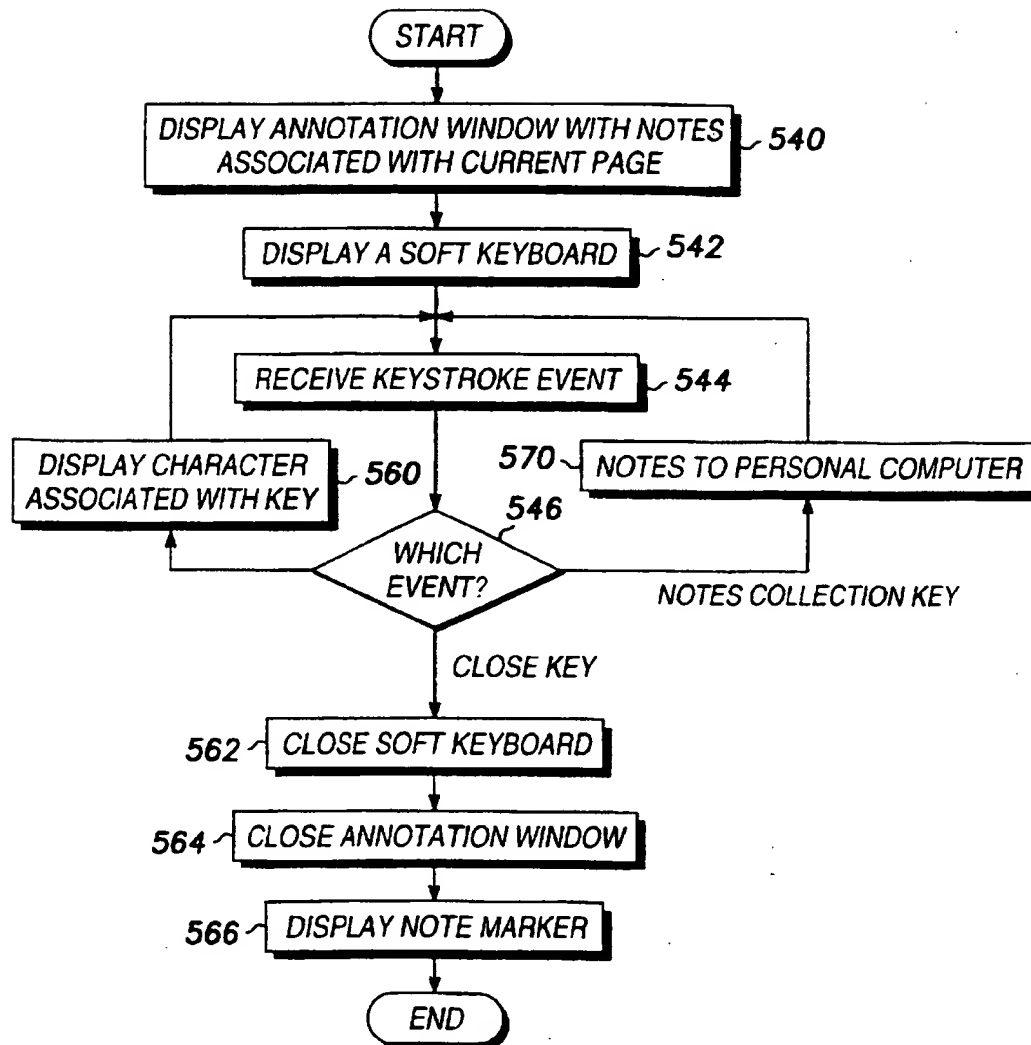 START
DISPLAY ANNOTATION WINDOW WITH NOTES
ASSOCIATED WITH CURRENT PAGE
540
DISPLAY A SOFT KEYBOARD
542
RECEIVE KEYSTROKE EVENT
544
DISPLAY CHARACTER
ASSOCIATED WITH KEY
560
570
NOTES TO PERSONAL COMPUTER
546
WHICH
EVENT?
NOTES COLLECTION KEY
CLOSE KEY
562
CLOSE SOFT KEYBOARD
564
CLOSE ANNOTATION WINDOW
566
DISPLAY NOTE MARKER
END